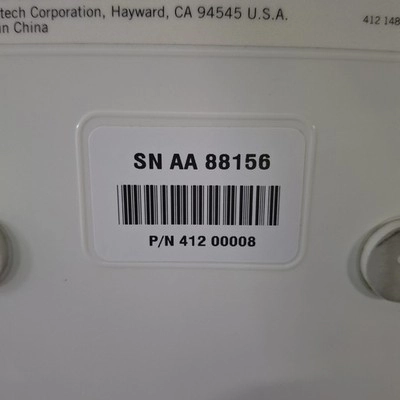 tech Corporation, Hayward, CA 94545 U.S.A.
in China
412 148
SN AA 88156
P/N 412 00008